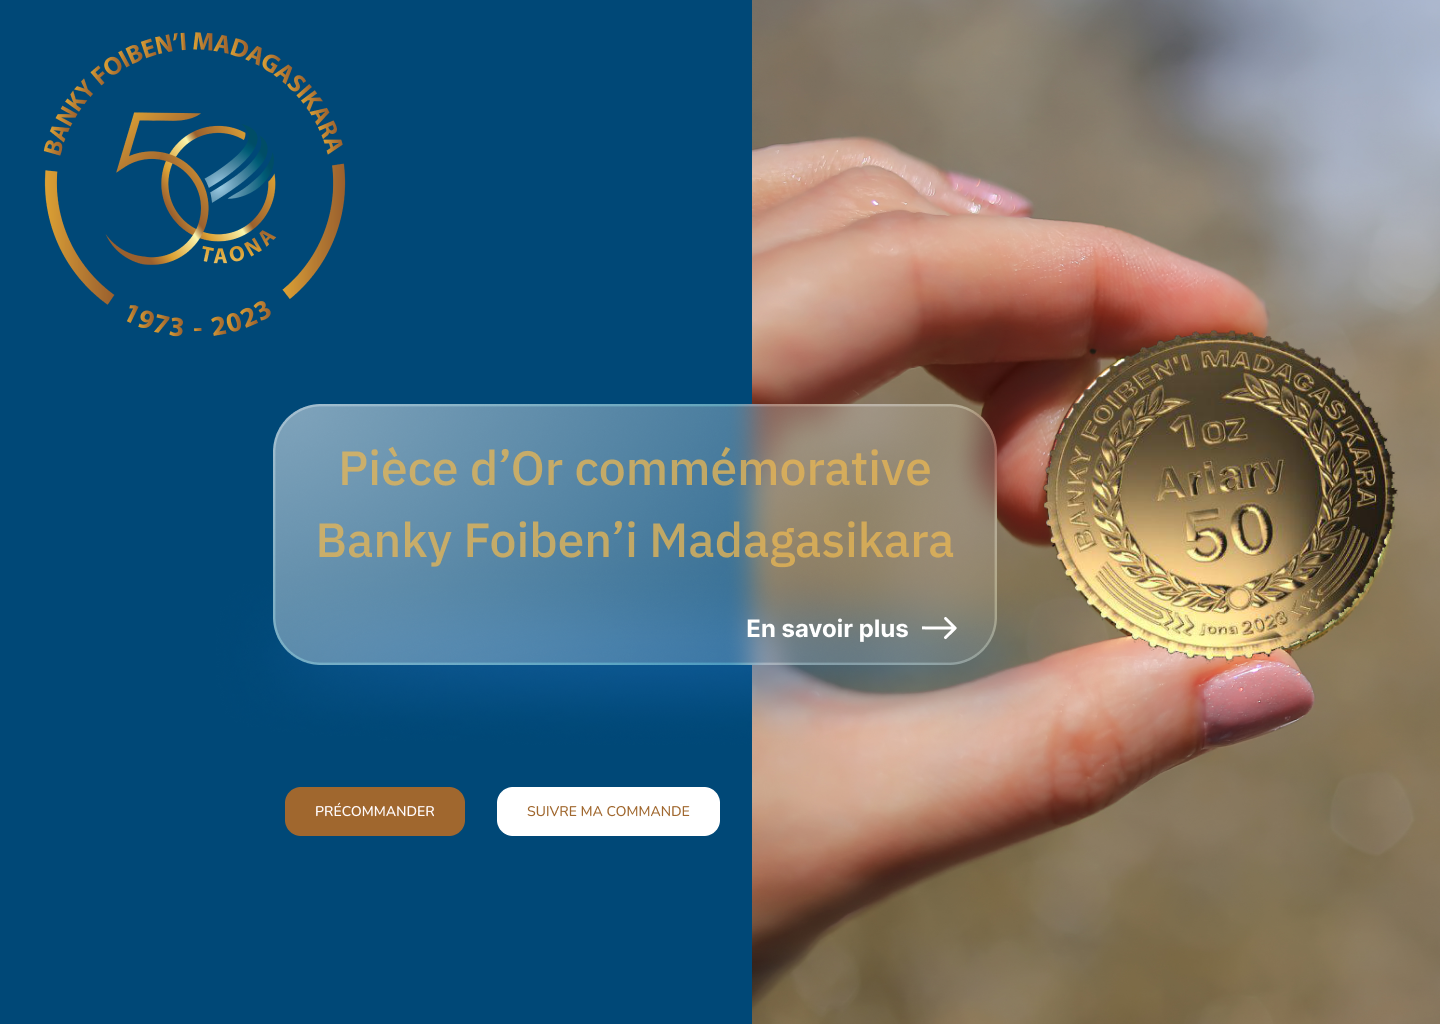 BANKY FOIBEN’I MADAGASIKARA
50
TAONA
1973 - 2023
Pièce d’Or commémorative
Banky Foiben’i Madagasikara
En savoir plus
PRÉCOMMANDER
SUIVRE MA COMMANDE
BANKY FOIBEN'I MADAGASIKARA
1 oz
Ariary
50
Jona 2023